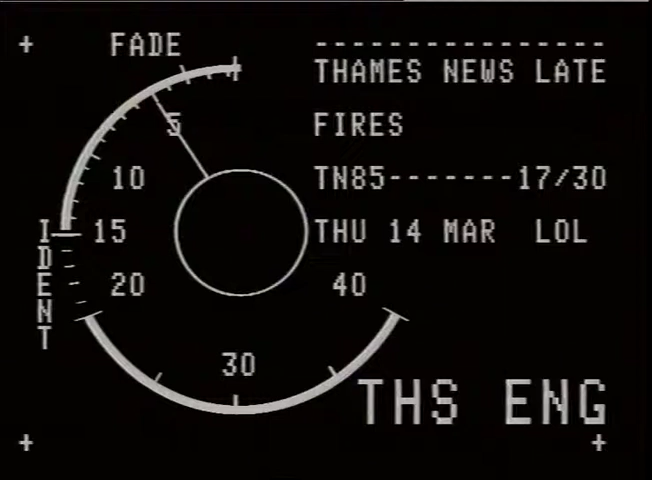 FADE
----------------
THAMES NEWS LATE
5
FIRES
10
TN85-------17/30
IDENT
15
THU 14 MAR LOL
20
40
30
THS ENG